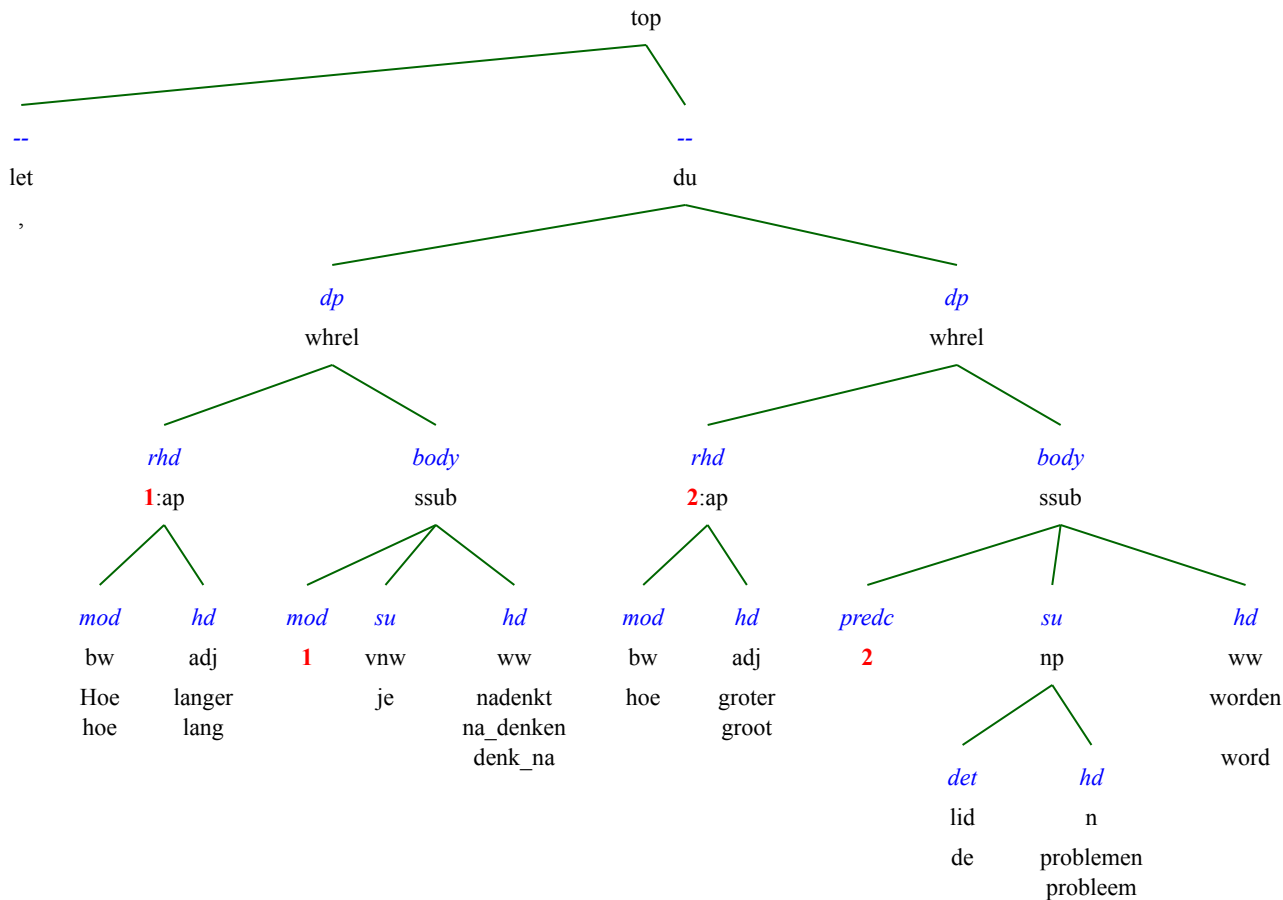 top
-- --
let du
,
dp dp
whrel whrel
rhd body rhd body
1:ap ssub 2:ap ssub
mod hd mod su hd mod hd predc su hd
bw adj 1 vnw ww bw adj 2 np ww
Hoe langer je nadenkt hoe groter worden
hoe lang na_denken groot
denk_na word
det hd
lid n
de problemen
probleem